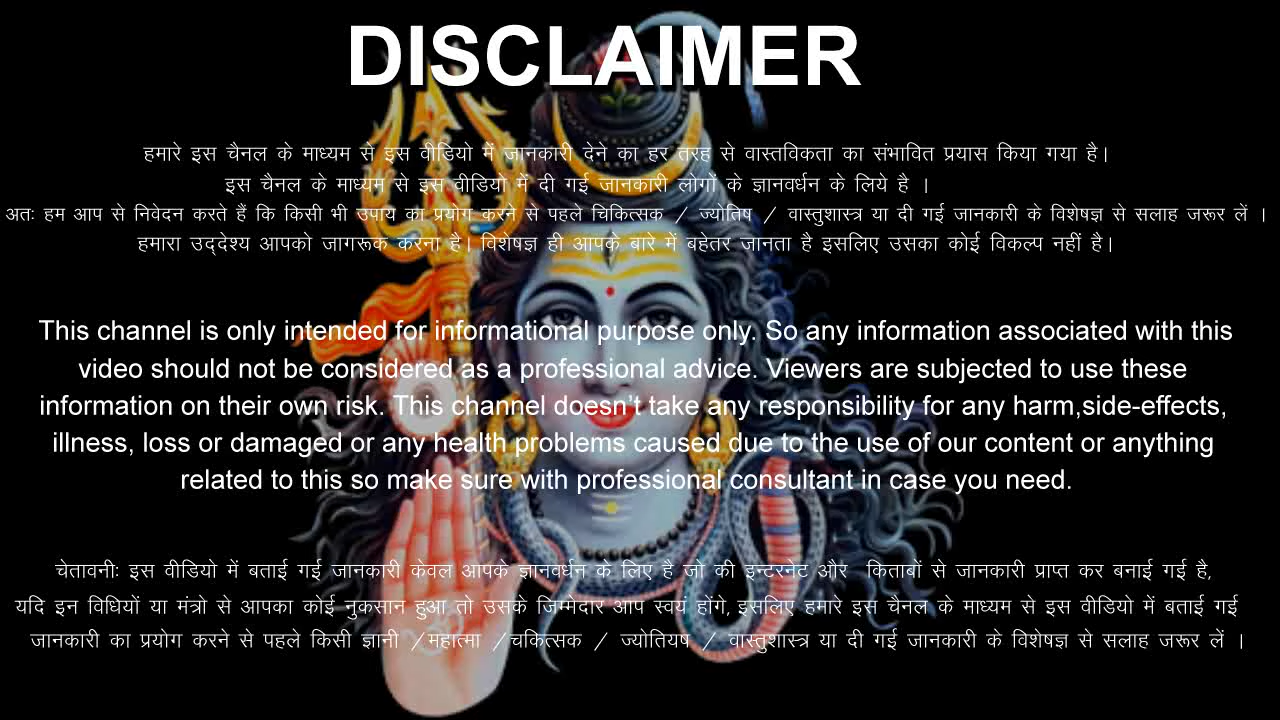 DISCLAIMER
हमारे इस चैनल के माध्यम से इस वीडियो में जानकारी देने का हर तरह से वास्तविकता का संभावित प्रयास किया गया है।
इस चैनल के माध्यम से इस वीडियो में दी गई जानकारी लोगों के ज्ञानवर्धन के लिये है ।
अतः हम आप से निवेदन करते हैं कि किसी भी उपाय का प्रयोग करने से पहले चिकित्सक / ज्योतिष / वास्तुशास्त्र या दी गई जानकारी के विशेषज्ञ से सलाह जरूर लें ।
हमारा उद्देश्य आपको जागरूक करना है। विशेषज्ञ ही आपके बारे में बहेतर जानता है इसलिए उसका कोई विकल्प नहीं है।
This channel is only intended for informational purpose only. So any information associated with this
video should not be considered as a professional advice. Viewers are subjected to use these
information on their own risk. This channel doesn't take any responsibility for any harm,side-effects,
illness, loss or damaged or any health problems caused due to the use of our content or anything
related to this so make sure with professional consultant in case you need.
चेतावनीः इस वीडियो में बताई गई जानकारी केवल आपके ज्ञानवर्धन के लिए है जो की इन्टरनेट और किताबों से जानकारी प्राप्त कर बनाई गई है,
यदि इन विधियों या मंत्रो से आपका कोई नुकसान हुआ तो उसके जिम्मेदार आप स्वयं होंगे, इसलिए हमारे इस चैनल के माध्यम से इस वीडियो में बताई गई
जानकारी का प्रयोग करने से पहले किसी ज्ञानी /महात्मा /चकित्सक / ज्योतियष / वास्तुशास्त्र या दी गई जानकारी के विशेषज्ञ से सलाह जरूर लें ।